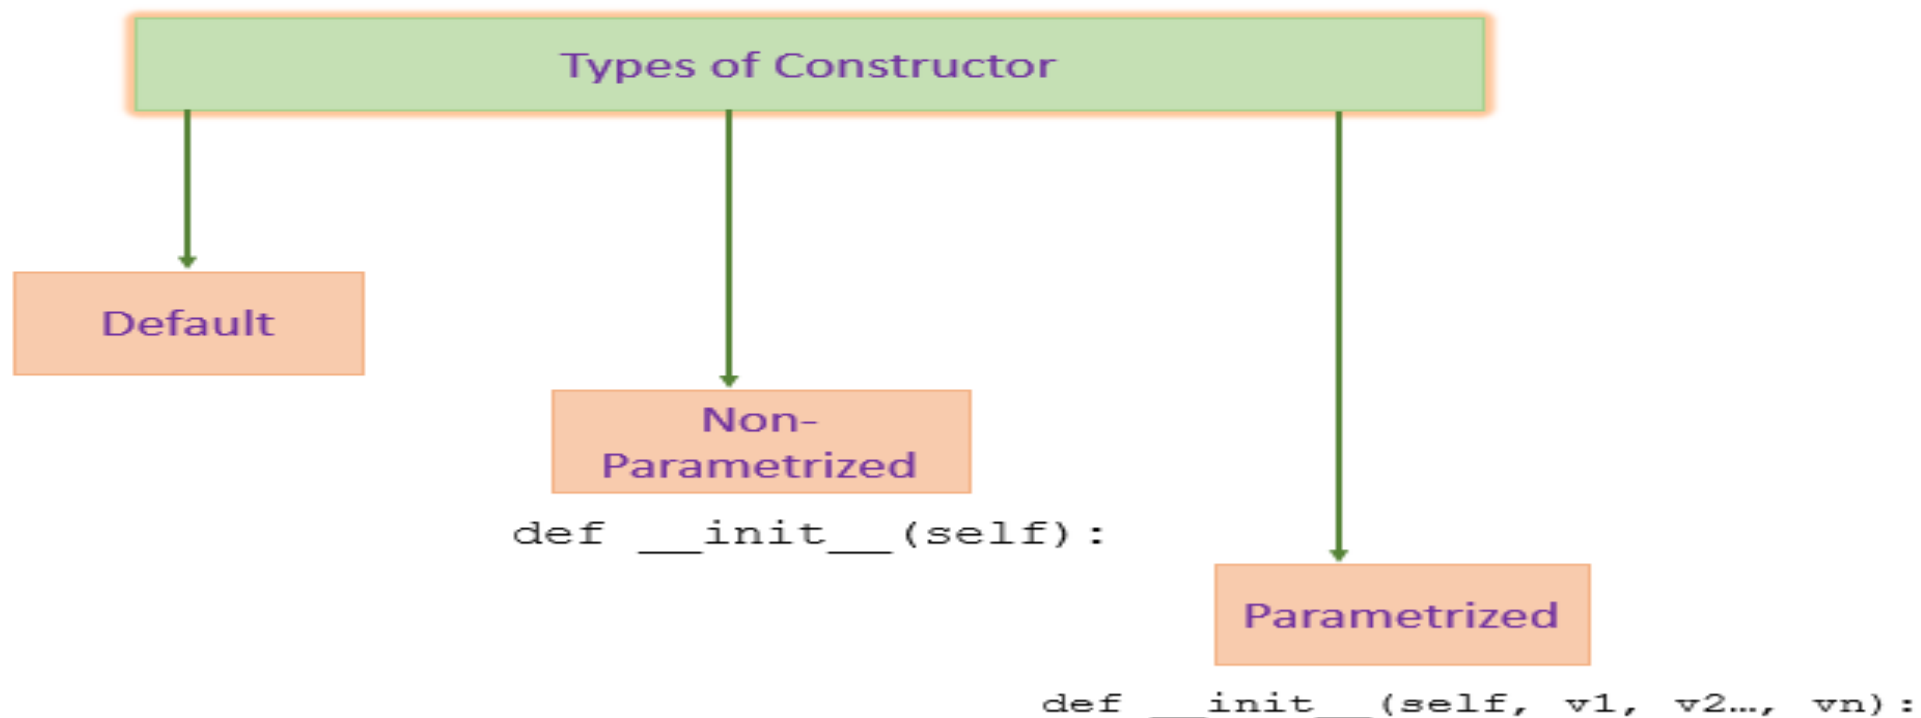 Types of Constructor
Default
Non-
Parametrized
def __init__(self):
Parametrized
def __init__(self, v1, v2…, vn):